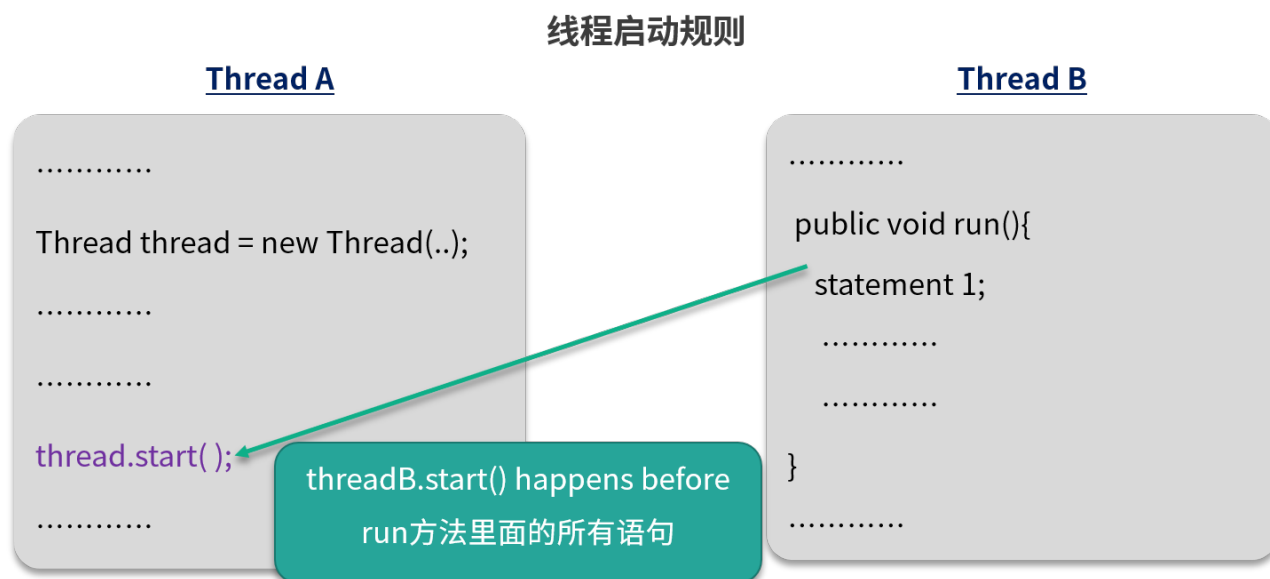 线程启动规则
Thread A
…………
Thread thread = new Thread(..);
…………
…………
thread.start( );
…………
Thread B
…………
public void run(){
statement 1;
…………
…………
}
…………
threadB.start() happens before
run方法里面的所有语句